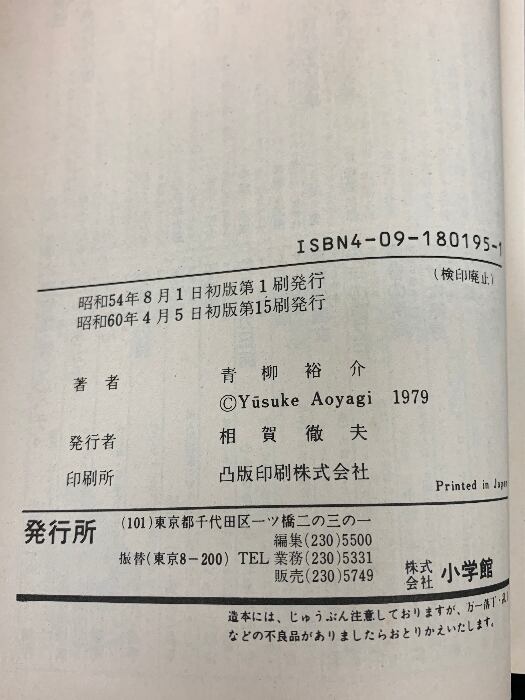 ISBN4-09-180195-1
(検印廃止)
昭和54年8月1日初版第1刷発行
昭和60年4月5日初版第15刷発行
著者 青柳裕介
©Yūsuke Aoyagi 1979
発行者 相賀徹夫
印刷所 凸版印刷株式会社
Printed in Japan
発行所 (101)東京都千代田区一ツ橋二の三の一
編集(230)5500
振替(東京8-200) TEL 業務(230)5331
販売(230)5749
株式会社 小学館
造本には、じゅうぶん注意しておりますが、万一落丁・乱
などの不良品がありましたらおとりかえいたします。